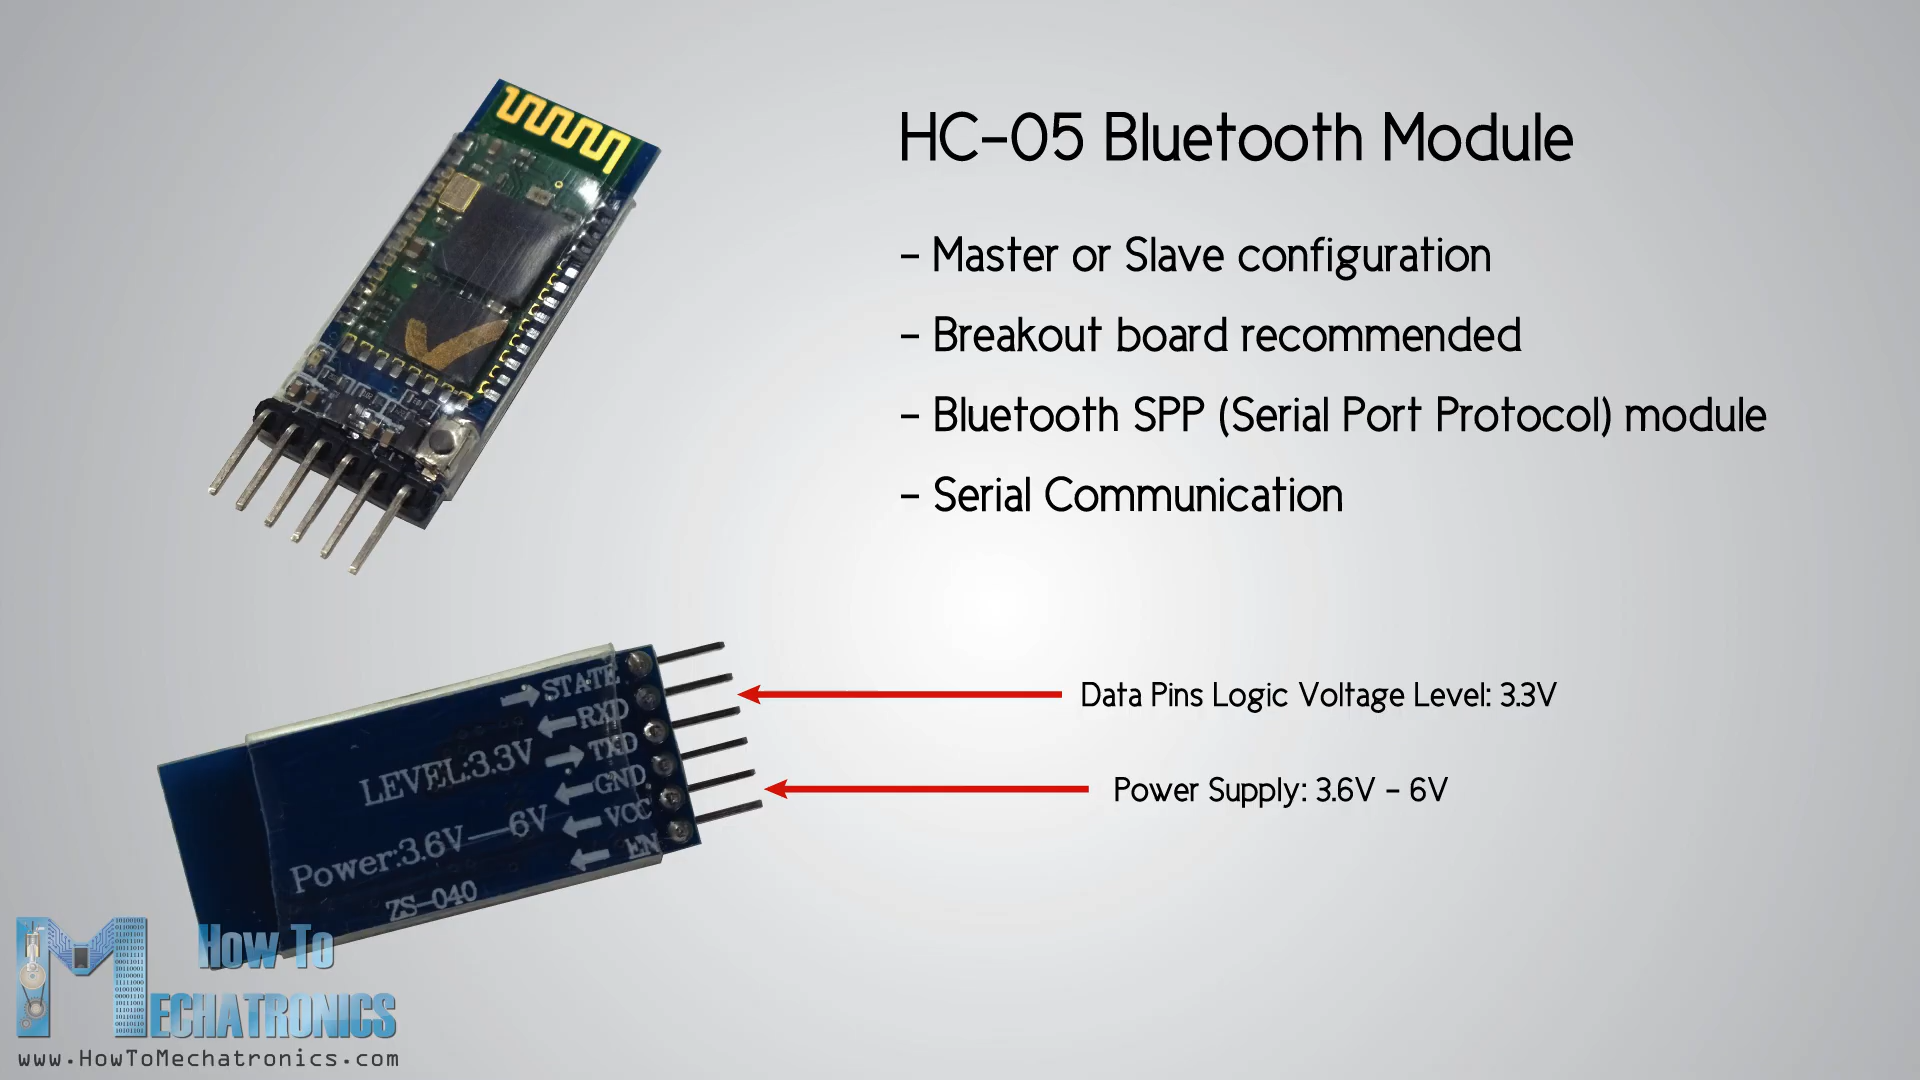 HC-05 Bluetooth Module
- Master or Slave configuration
- Breakout board recommended
- Bluetooth SPP (Serial Port Protocol) module
- Serial Communication
STATE
RXD
TXD
GND
VCC
EN
LEVEL:3.3V
Power:3.6V—6V
ZS-040
Data Pins Logic Voltage Level: 3.3V
Power Supply: 3.6V - 6V
How To
MECHATRONICS
www.HowToMechatronics.com